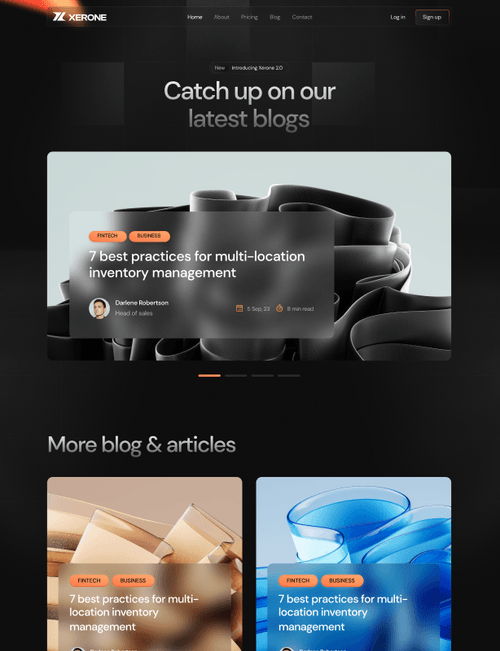 XERONE
Home About Pricing Blog Contact
Log in
Sign up
New Introducing Xerone 2.0
Catch up on our
latest blogs
FINTECH BUSINESS
7 best practices for multi-location
inventory management
Darlene Robertson
Head of sales
5 Sep, 23
8 min read
More blog & articles
FINTECH BUSINESS
7 best practices for multi-
location inventory
management
FINTECH BUSINESS
7 best practices for multi-
location inventory
management